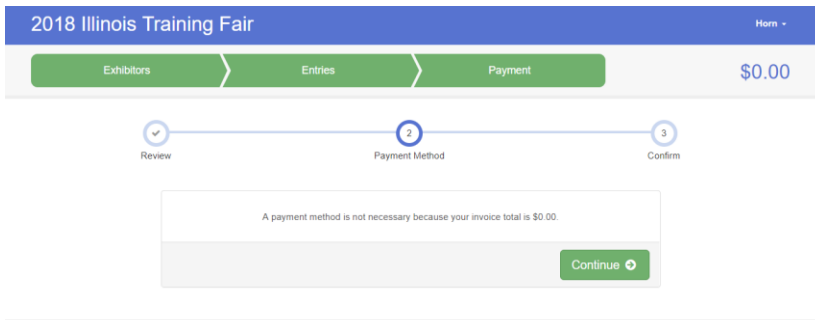 2018 Illinois Training Fair
Horn
Exhibitors
Entries
Payment
$0.00
2
3
Review
Payment Method
Confirm
A payment method is not necessary because your invoice total is $0.00.
Continue